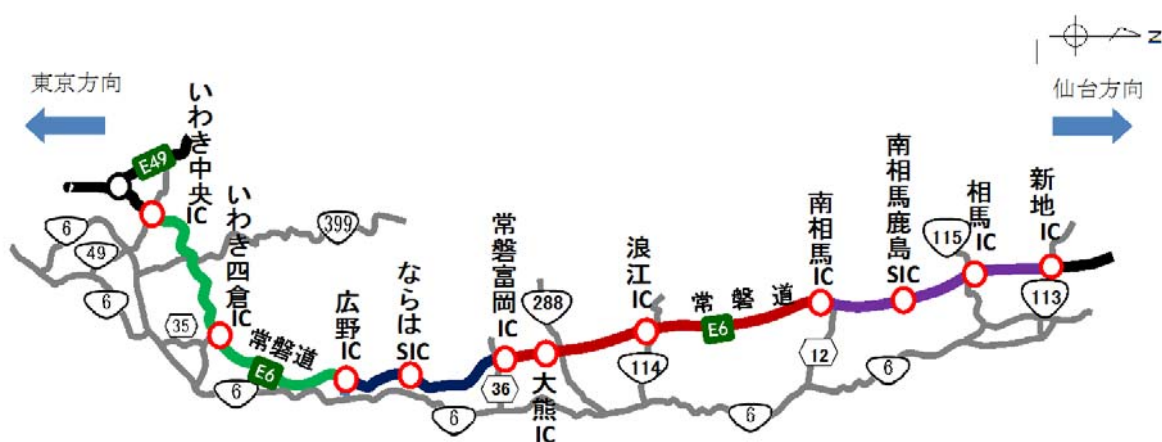 東京方向
仙台方向
N
いわき中央IC
E49
いわき四倉IC
常磐道
E6
広野IC
ならはSIC
常磐富岡IC
大熊IC
浪江IC
常磐道
E6
南相馬IC
南相馬鹿島SIC
相馬IC
新地IC
6
49
6
399
35
6
6
36
288
114
6
12
6
115
113